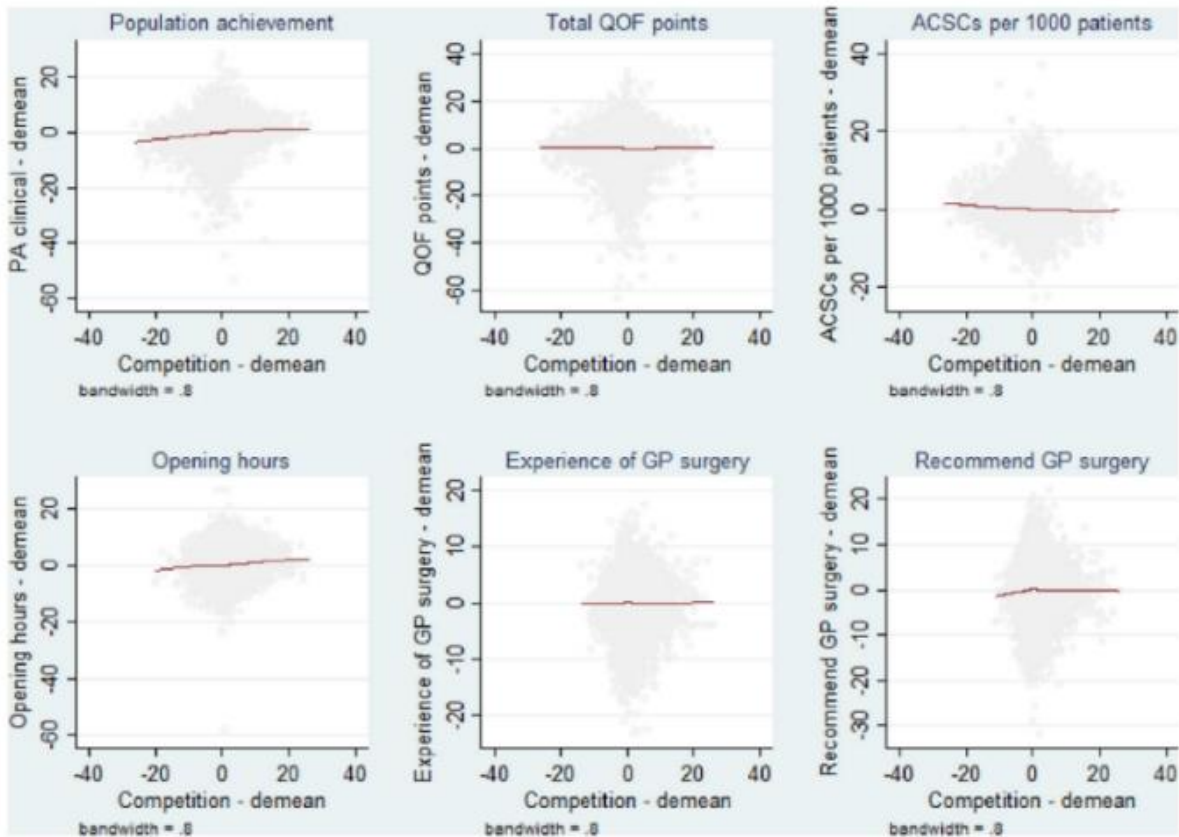 Population achievement
PA clinical - demean
20
0
-20
-40
-60
-40 -20 0 20 40
Competition - demean
bandwidth = .8
Total QOF points
QOF points - demean
40
20
0
-20
-40
-60
-40 -20 0 20 40
Competition - demean
bandwidth = .8
ACSCs per 1000 patients
ACSCs per 1000 patients - demean
40
20
0
-20
-40 -20 0 20 40
Competition - demean
bandwidth = .8
Opening hours
Opening hours - demean
20
0
-20
-40
-60
-40 -20 0 20 40
Competition - demean
bandwidth = .8
Experience of GP surgery
Experience of GP surgery - demean
20
10
0
-10
-20
-40 -20 0 20 40
Competition - demean
bandwidth = .8
Recommend GP surgery
Recommend GP surgery - demean
20
10
0
-10
-20
-30
-40 -20 0 20 40
Competition - demean
bandwidth = .8